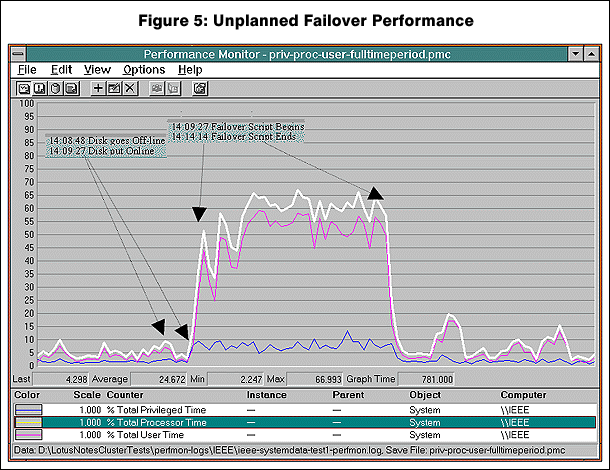 Figure 5: Unplanned Failover Performance
Performance Monitor - priv-proc-user-fulltimeperiod.pmc
File Edit View Options Help
100
95
90
85
80
75
70
65
60
55
50
45
40
35
30
25
20
15
10
5
0
14:09:27 Failover Script Begins
14:14:14 Failover Script Ends
14:08:48 Disk goes Off-line
14:09:27 Disk put Online
Last 4.298 Average 24.672 Min 2.247 Max 66.993 Graph Time 781.000
Color Scale Counter Instance Parent Object Computer
1.000 % Total Privileged Time — — System \\IEEE
1.000 % Total Processor Time — — System \\IEEE
1.000 % Total User Time — — System \\IEEE
Data: D:\LotusNotesClusterTests\perfmon-logs\IEEE\ieee-systemdata-test1-perfmon.log, Save File: priv-proc-user-fulltimeperiod.pmc